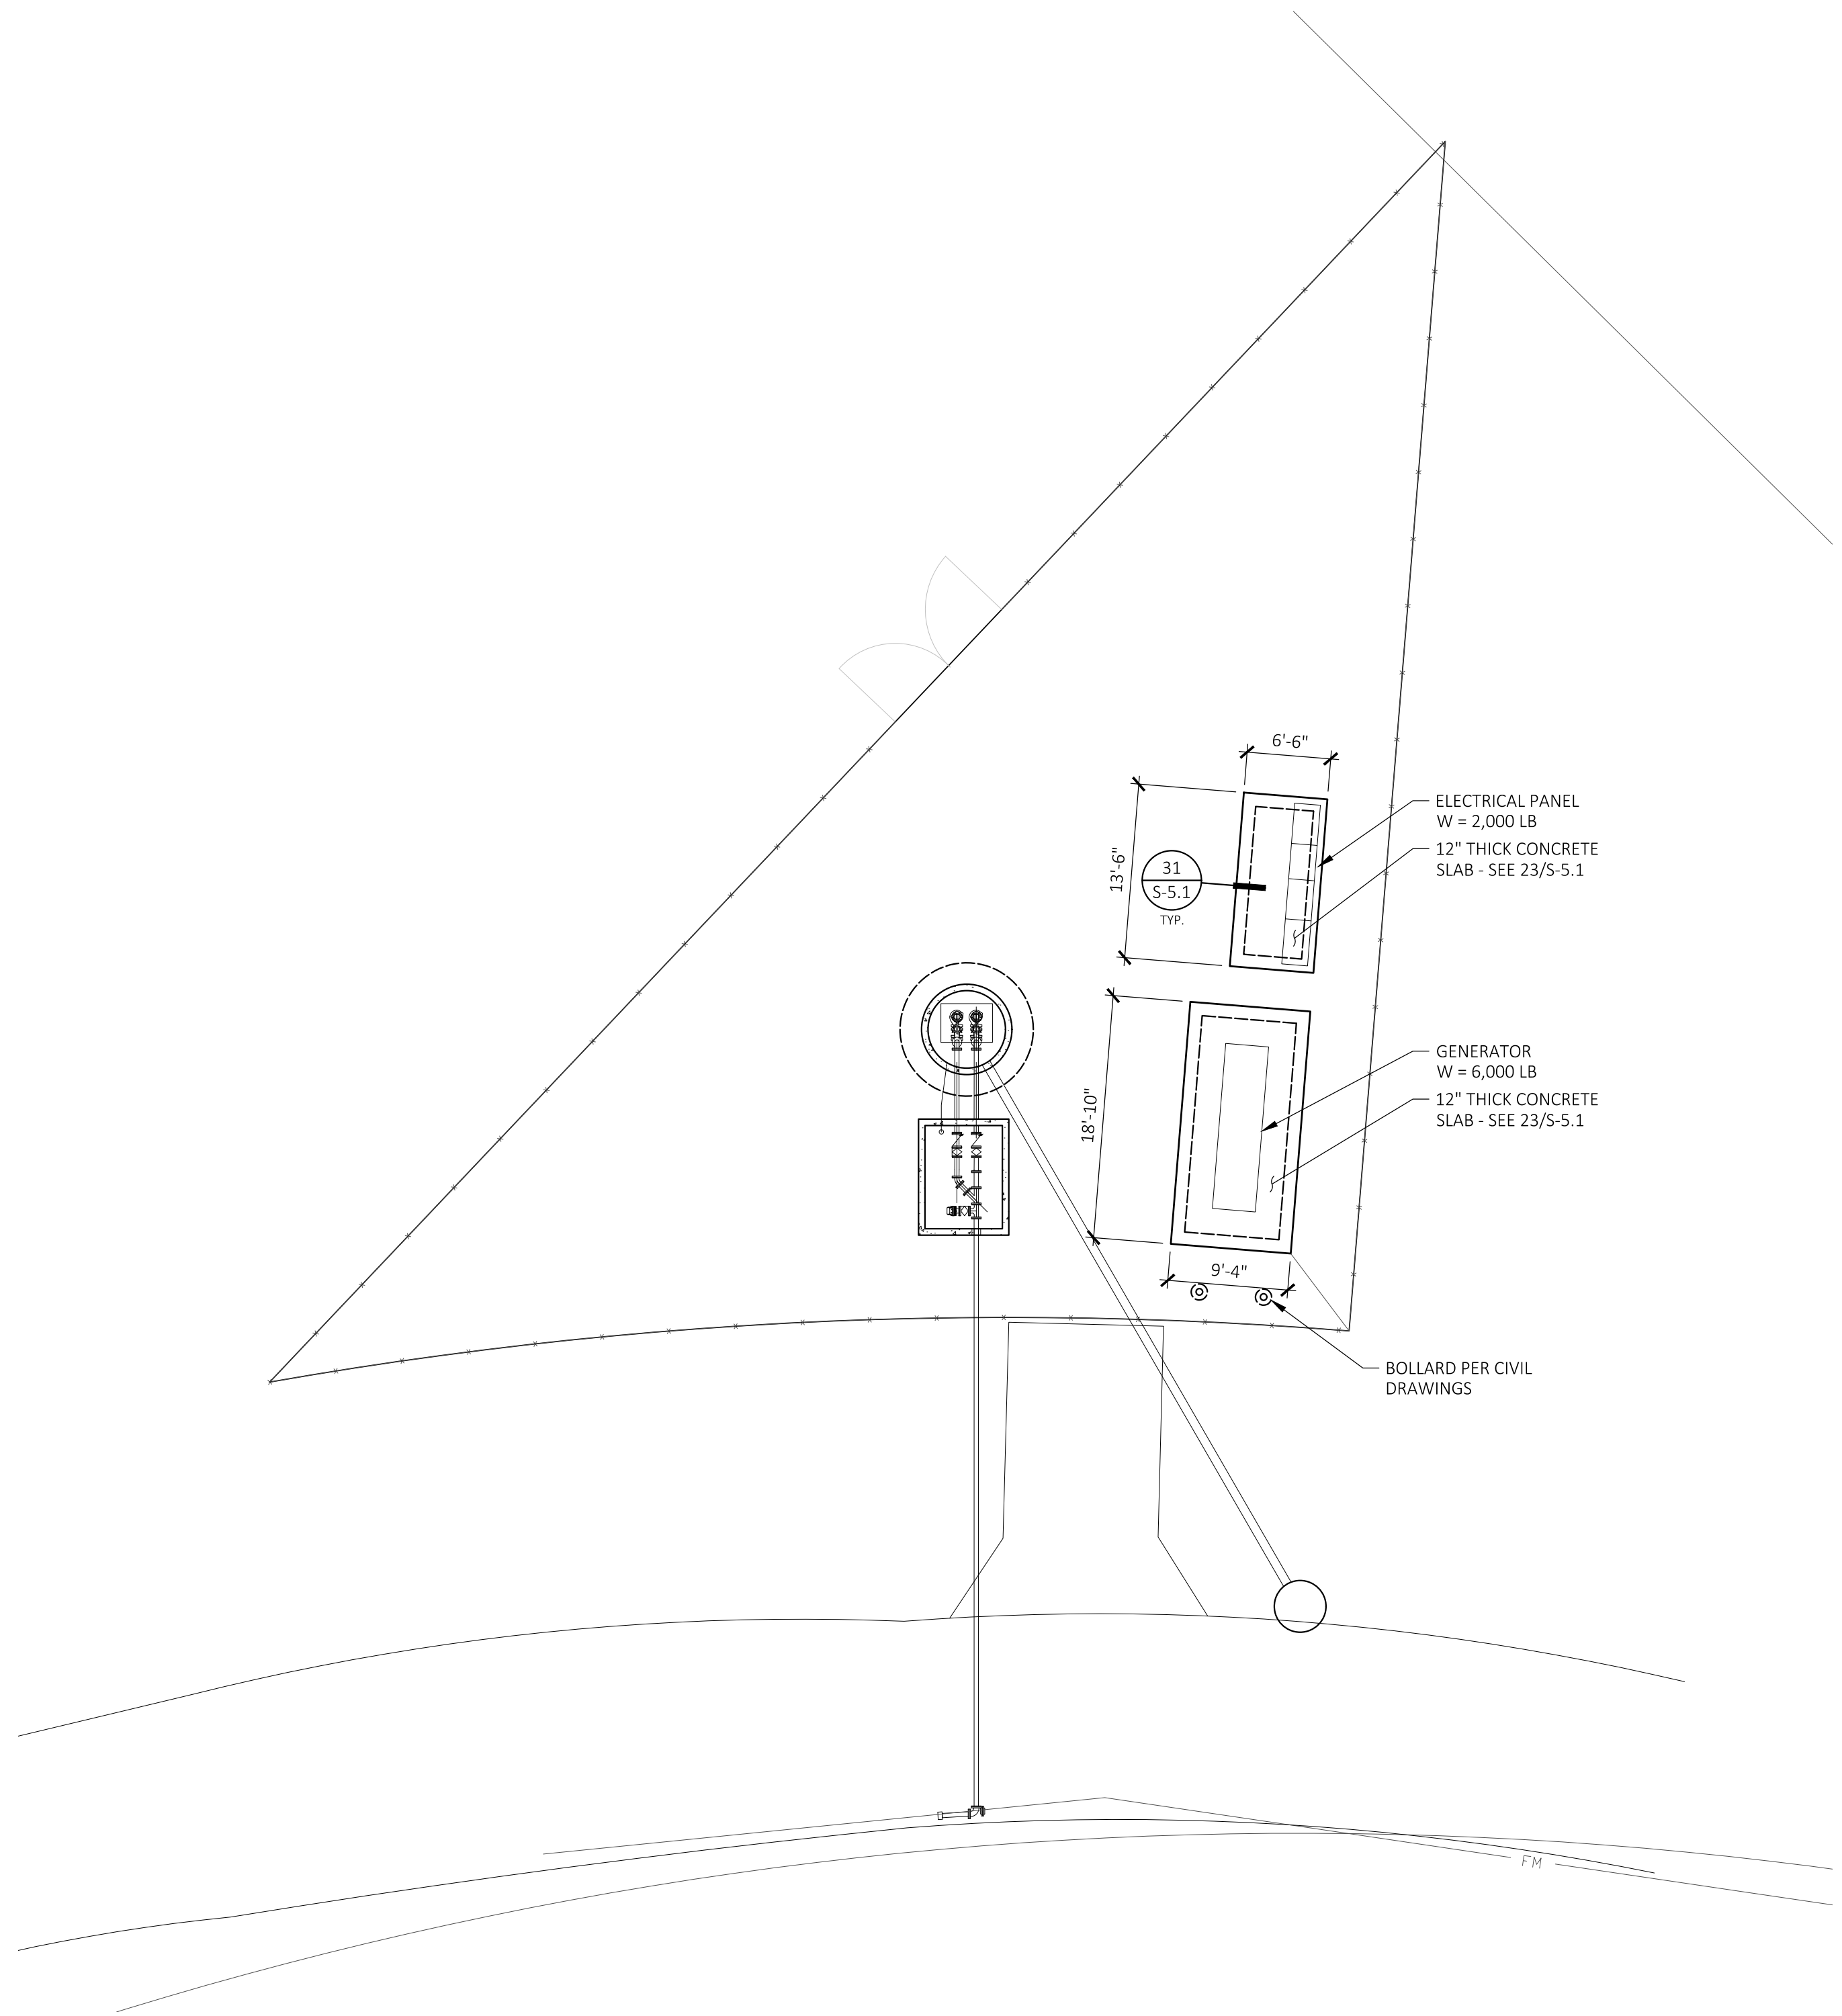 6'-6"
13'-6"
31
S-5.1
TYP.
ELECTRICAL PANEL
W = 2,000 LB
12" THICK CONCRETE
SLAB - SEE 23/S-5.1
18'-10"
GENERATOR
W = 6,000 LB
12" THICK CONCRETE
SLAB - SEE 23/S-5.1
9'-4"
BOLLARD PER CIVIL
DRAWINGS
FM